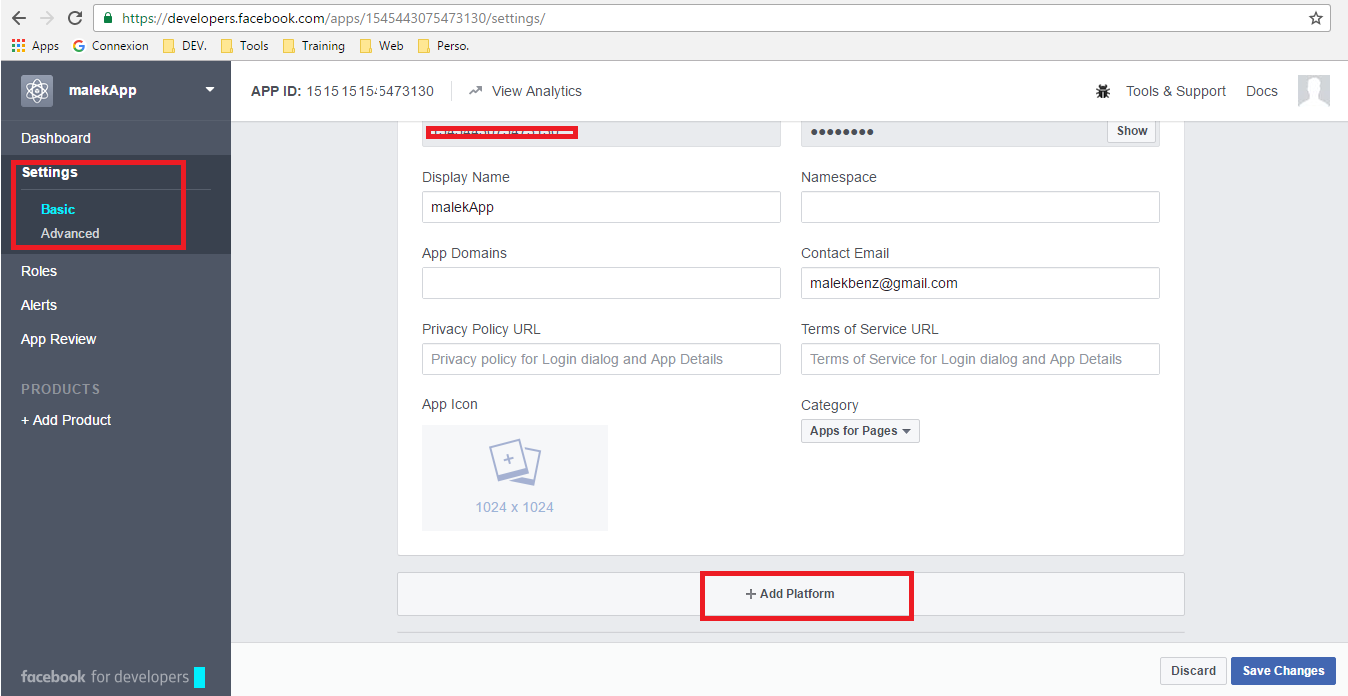 https://developers.facebook.com/apps/1545443075473130/settings/
Apps Connexion DEV. Tools Training Web Perso.
malekApp
APP ID: 1515151545473130 View Analytics
Tools & Support Docs
Dashboard
Settings
Basic
Advanced
Roles
Alerts
App Review
PRODUCTS
+ Add Product
facebook for developers
•••••••• Show
Display Name
malekApp
Namespace
App Domains
Contact Email
malekbenz@gmail.com
Privacy Policy URL
Privacy policy for Login dialog and App Details
Terms of Service URL
Terms of Service for Login dialog and App Details
App Icon
1024 x 1024
Category
Apps for Pages
+ Add Platform
Discard Save Changes